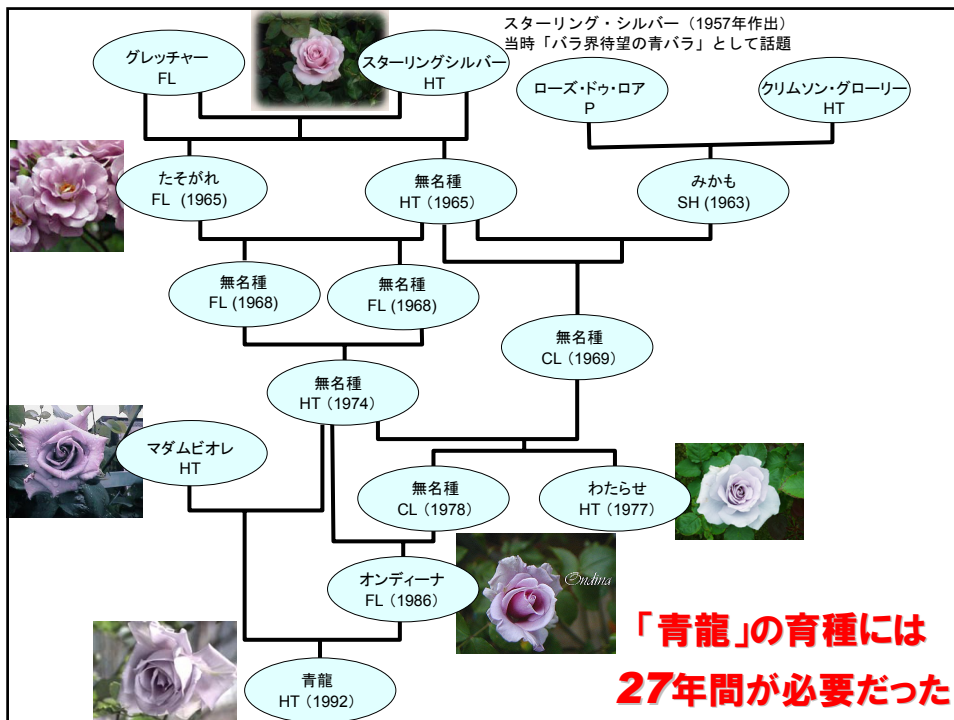 スターリング・シルバー（1957年作出）
当時「バラ界待望の青バラ」として話題
グレッチャー
FL
スターリングシルバー
HT
ローズ・ドゥ・ロア
P
クリムソン・グローリー
HT
たそがれ
FL (1965)
無名種
HT（1965）
みかも
SH (1963)
無名種
FL (1968)
無名種
FL (1968)
無名種
CL（1969）
無名種
HT（1974）
マダムビオレ
HT
無名種
CL（1978）
わたらせ
HT（1977）
オンディーナ
FL（1986）
Ondina
青龍
HT（1992）
「青龍」の育種には
27年間が必要だった